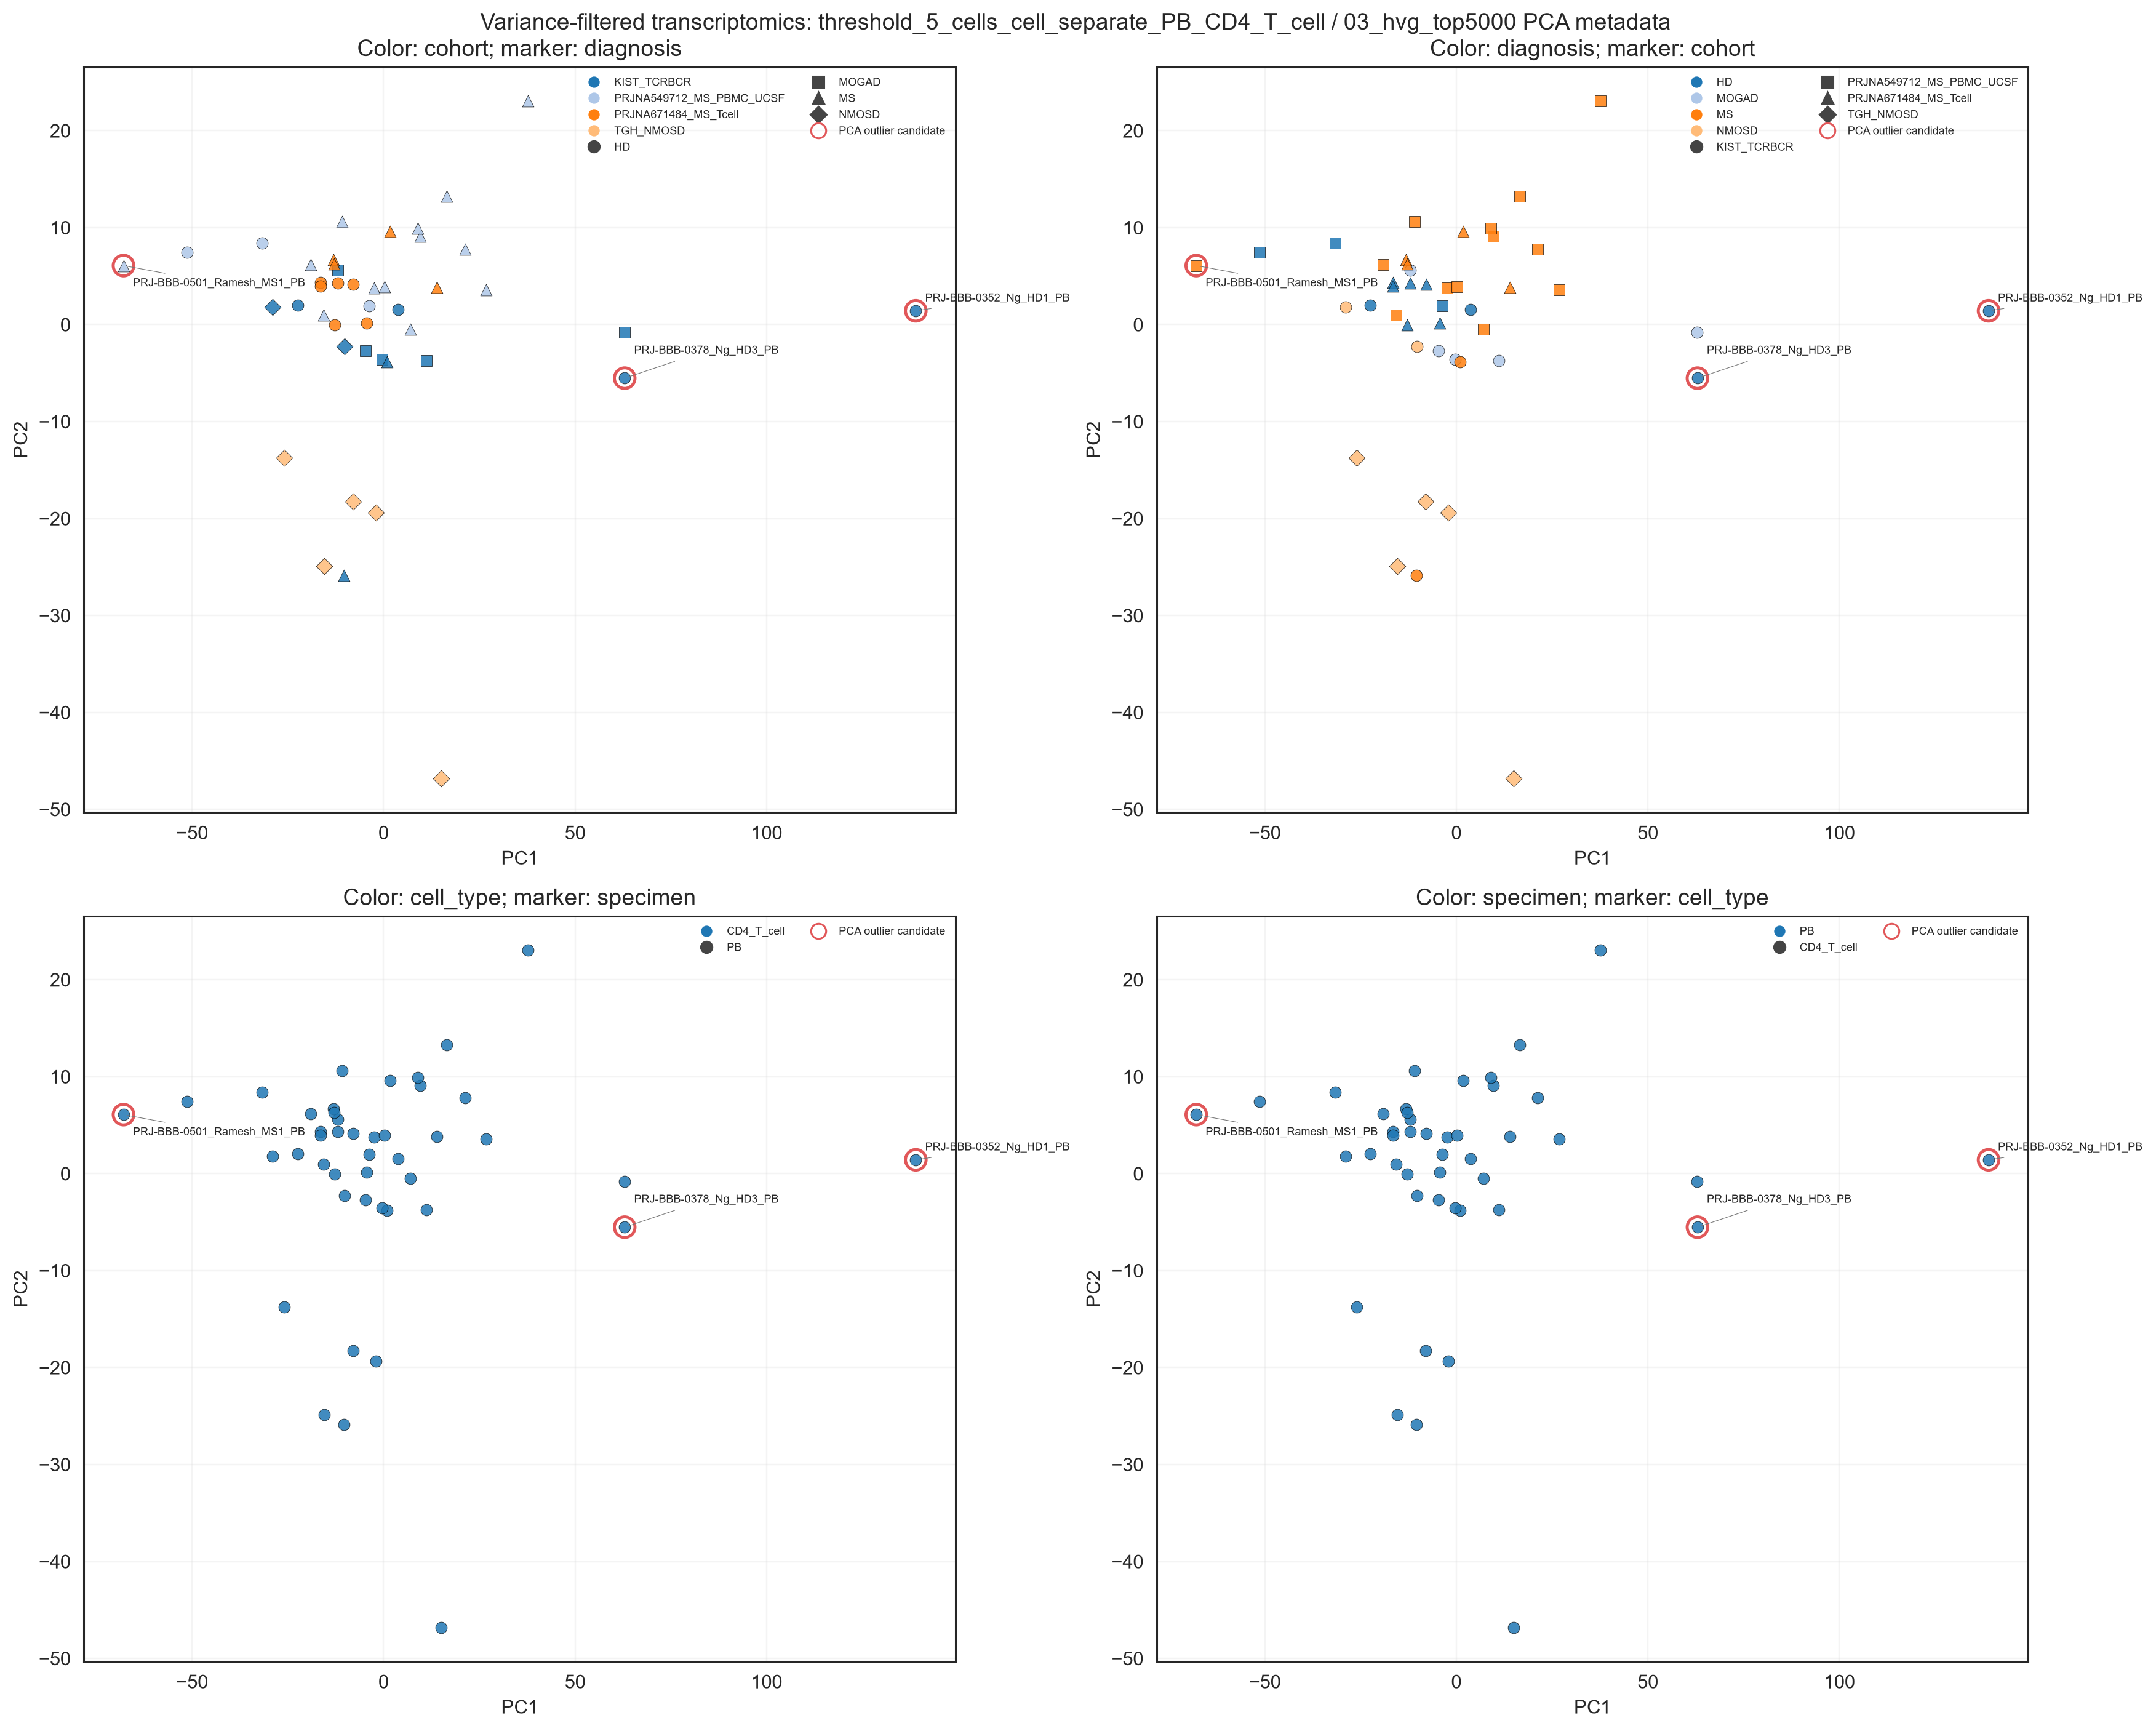 Variance-filtered transcriptomics: threshold_5_cells_cell_separate_PB_CD4_T_cell / 03_hvg_top5000 PCA metadata
Color: cohort; marker: diagnosis
KIST_TCRBCR
PRJNA549712_MS_PBMC_UCSF
PRJNA671484_MS_Tcell
TGH_NMOSD
HD
MOGAD
MS
NMOSD
PCA outlier candidate
PRJ-BBB-0501_Ramesh_MS1_PB
PRJ-BBB-0352_Ng_HD1_PB
PRJ-BBB-0378_Ng_HD3_PB
20
10
0
−10
−20
−30
−40
−50
PC2
−50 0 50 100
PC1
Color: diagnosis; marker: cohort
HD
MOGAD
MS
NMOSD
KIST_TCRBCR
PRJNA549712_MS_PBMC_UCSF
PRJNA671484_MS_Tcell
TGH_NMOSD
PCA outlier candidate
PRJ-BBB-0501_Ramesh_MS1_PB
PRJ-BBB-0352_Ng_HD1_PB
PRJ-BBB-0378_Ng_HD3_PB
20
10
0
−10
−20
−30
−40
−50
PC2
−50 0 50 100
PC1
Color: cell_type; marker: specimen
CD4_T_cell
PB
PCA outlier candidate
PRJ-BBB-0501_Ramesh_MS1_PB
PRJ-BBB-0352_Ng_HD1_PB
PRJ-BBB-0378_Ng_HD3_PB
20
10
0
−10
−20
−30
−40
−50
PC2
−50 0 50 100
PC1
Color: specimen; marker: cell_type
PB
CD4_T_cell
PCA outlier candidate
PRJ-BBB-0501_Ramesh_MS1_PB
PRJ-BBB-0352_Ng_HD1_PB
PRJ-BBB-0378_Ng_HD3_PB
20
10
0
−10
−20
−30
−40
−50
PC2
−50 0 50 100
PC1